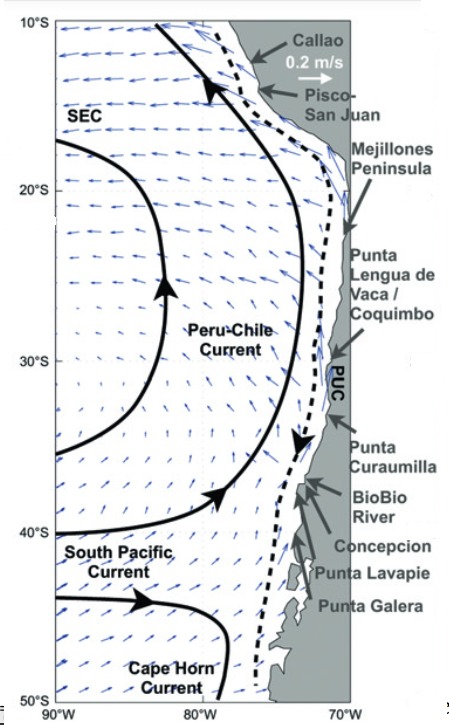 10°S
Callao
0.2 m/s
Pisco-
San Juan
SEC
Mejillones
Peninsula
20°S
Punta
Lengua de
Vaca /
Coquimbo
Peru-Chile
Current
30°S
PUC
Punta
Curaumilla
BioBio
River
40°S
Concepcion
South Pacific
Current
Punta Lavapie
Punta Galera
Cape Horn
Current
50°S
90°W
80°W
70°W